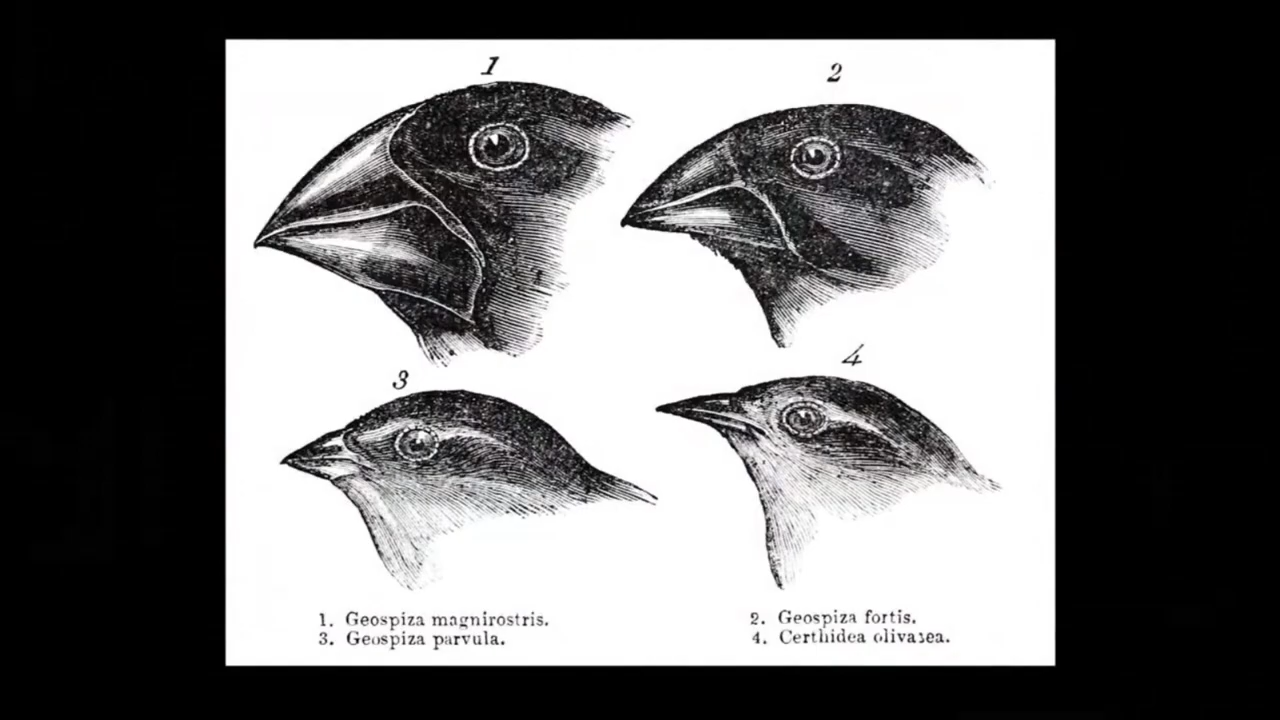 1
2
3
4
1. Geospiza magnirostris.
2. Geospiza fortis.
3. Geospiza parvula.
4. Certhidea olivasea.